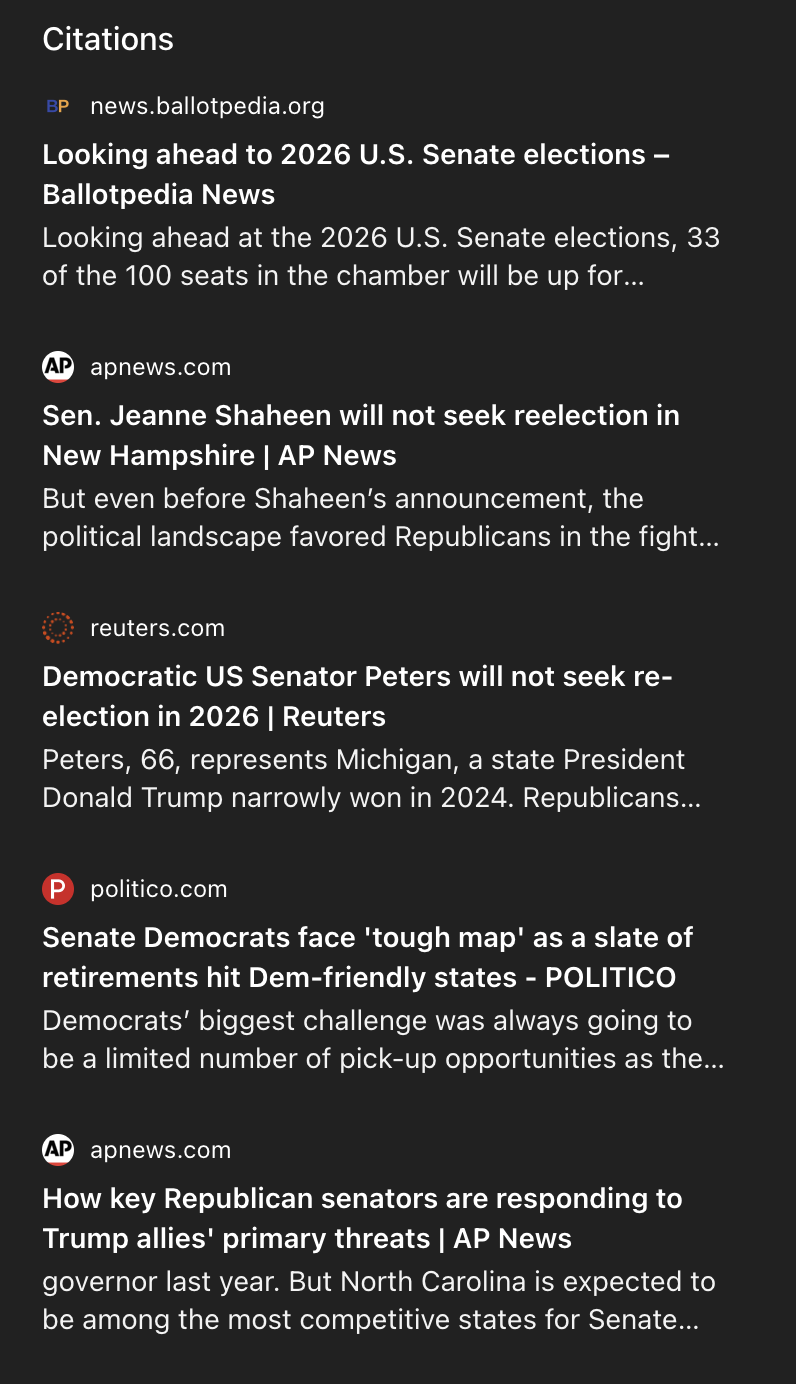 Citations
BP news.ballotpedia.org
Looking ahead to 2026 U.S. Senate elections –
Ballotpedia News
Looking ahead at the 2026 U.S. Senate elections, 33
of the 100 seats in the chamber will be up for...
AP apnews.com
Sen. Jeanne Shaheen will not seek reelection in
New Hampshire | AP News
But even before Shaheen’s announcement, the
political landscape favored Republicans in the fight...
reuters.com
Democratic US Senator Peters will not seek re-
election in 2026 | Reuters
Peters, 66, represents Michigan, a state President
Donald Trump narrowly won in 2024. Republicans...
P politico.com
Senate Democrats face 'tough map' as a slate of
retirements hit Dem-friendly states - POLITICO
Democrats’ biggest challenge was always going to
be a limited number of pick-up opportunities as the...
AP apnews.com
How key Republican senators are responding to
Trump allies' primary threats | AP News
governor last year. But North Carolina is expected to
be among the most competitive states for Senate...